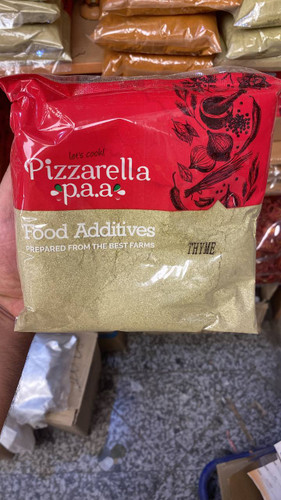 let's cook!
Pizzarella
p.a.a
Food Additives
PREPARED FROM THE BEST FARMS
THYME